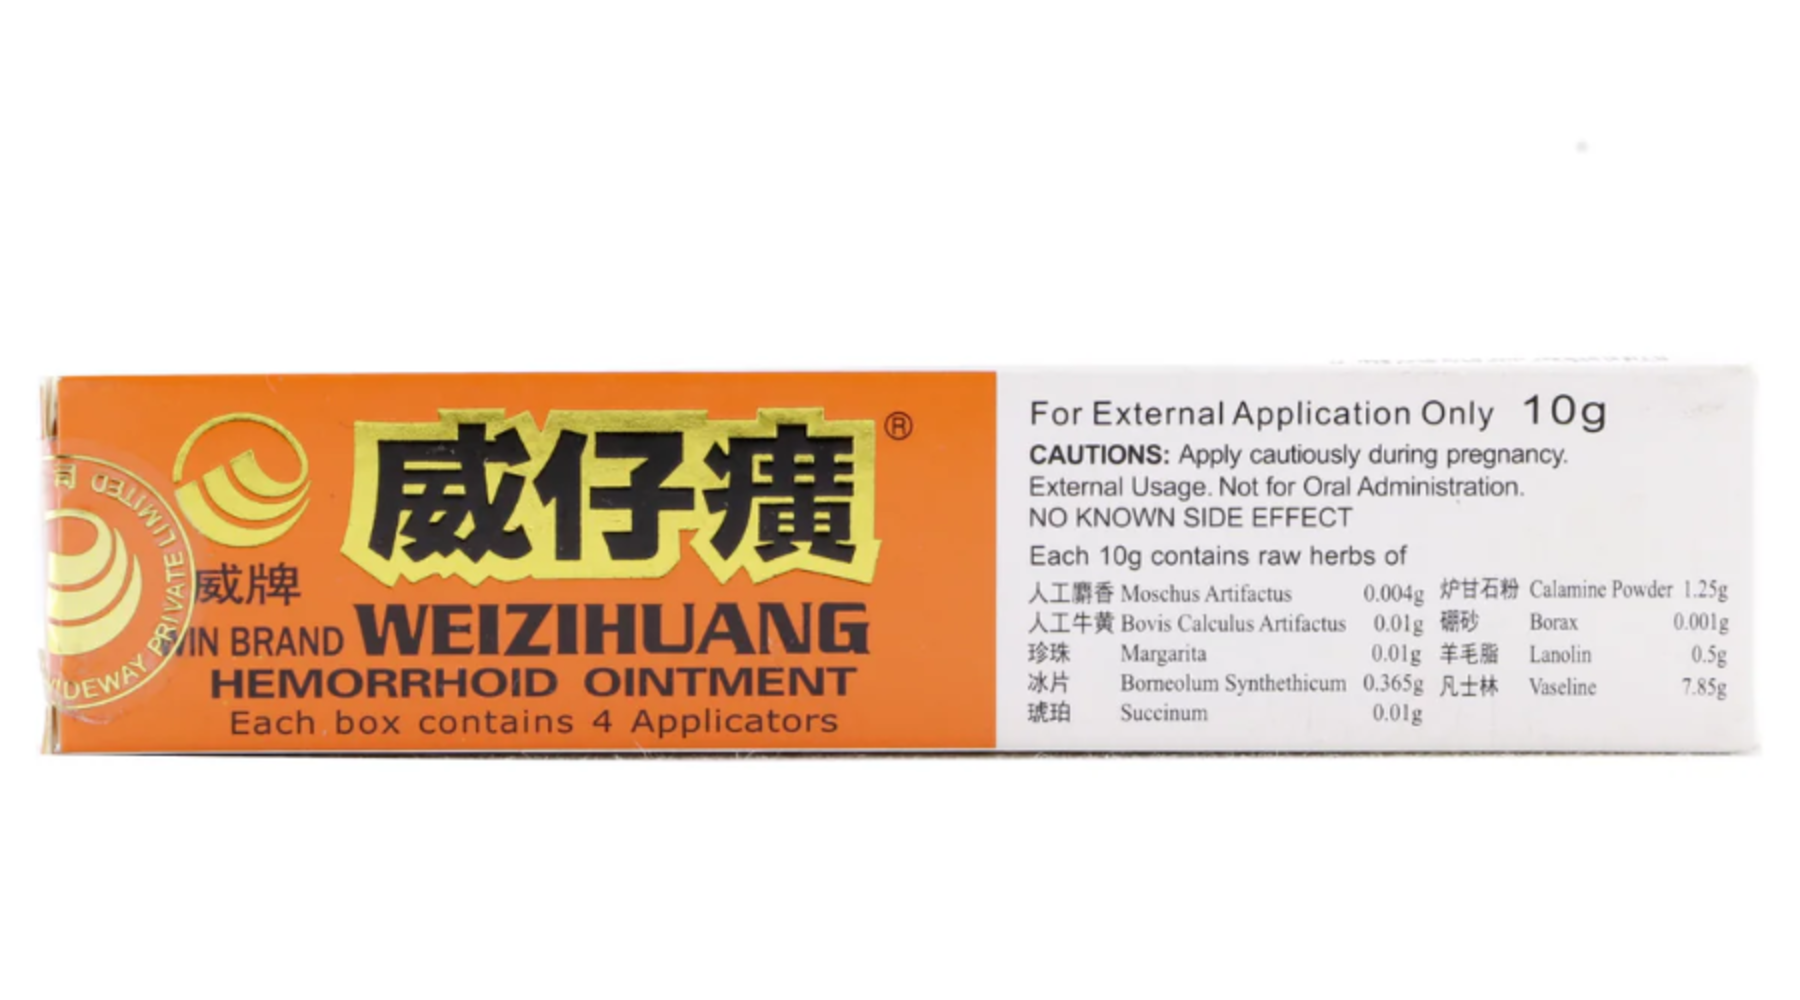 威仔癀®
威牌
WIN BRAND WEIZIHUANG
HEMORRHOID OINTMENT
Each box contains 4 Applicators
司 IDEWAY PRIVATE LIMITED
For External Application Only 10g
CAUTIONS: Apply cautiously during pregnancy.
External Usage. Not for Oral Administration.
NO KNOWN SIDE EFFECT
Each 10g contains raw herbs of
人工麝香 Moschus Artifactus 0.004g 炉甘石粉 Calamine Powder 1.25g
人工牛黄 Bovis Calculus Artifactus 0.01g 硼砂 Borax 0.001g
珍珠 Margarita 0.01g 羊毛脂 Lanolin 0.5g
冰片 Borneolum Synthethicum 0.365g 凡士林 Vaseline 7.85g
琥珀 Succinum 0.01g